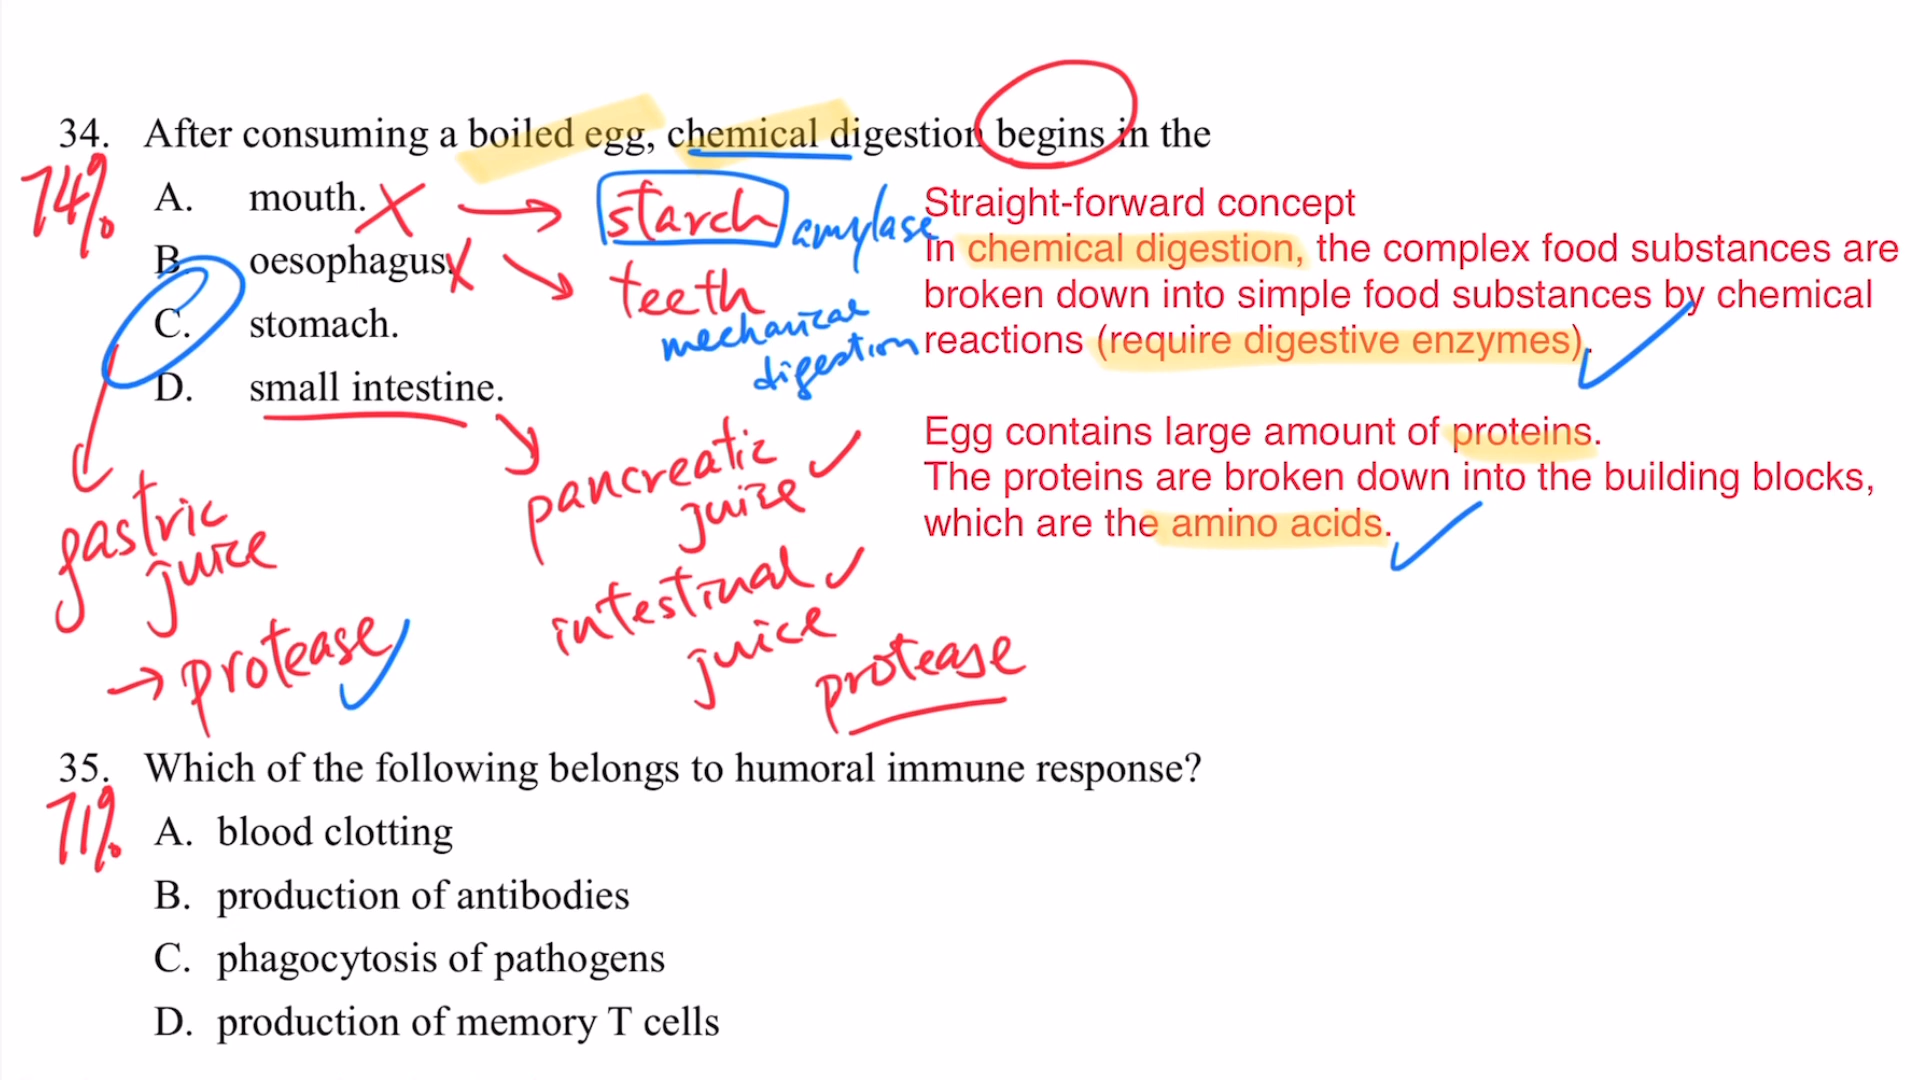 34. After consuming a boiled egg, chemical digestion begins in the
74%
A. mouth.
starch
amylase
B. oesophagus.
teeth
mechanical
digestion
C. stomach.
D. small intestine.
Straight-forward concept
In chemical digestion, the complex food substances are
broken down into simple food substances by chemical
reactions (require digestive enzymes).
Egg contains large amount of proteins.
The proteins are broken down into the building blocks,
which are the amino acids.
gastric
juice
→ protease
pancreatic
juice
intestinal
juice
protease
35. Which of the following belongs to humoral immune response?
71%
A. blood clotting
B. production of antibodies
C. phagocytosis of pathogens
D. production of memory T cells